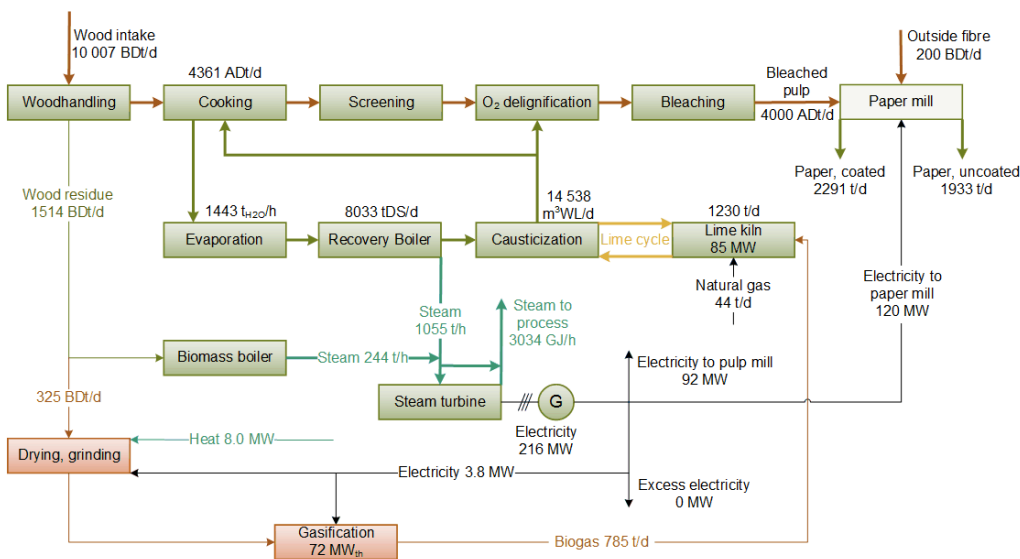 Wood intake
10 007 BDt/d
Outside fibre
200 BDt/d
4361 ADt/d
Bleached
pulp
4000 ADt/d
Woodhandling
Cooking
Screening
O₂ delignification
Bleaching
Paper mill
Paper, coated
2291 t/d
Paper, uncoated
1933 t/d
Wood residue
1514 BDt/d
1443 tH2O/h
8033 tDS/d
14 538
m³WL/d
1230 t/d
Evaporation
Recovery Boiler
Causticization
Lime cycle
Lime kiln
85 MW
Natural gas
44 t/d
Electricity to
paper mill
120 MW
Steam
1055 t/h
Steam to
process
3034 GJ/h
Biomass boiler
Steam 244 t/h
Electricity to pulp mill
92 MW
325 BDt/d
Steam turbine
G
Electricity
216 MW
Heat 8.0 MW
Drying, grinding
Electricity 3.8 MW
Excess electricity
0 MW
Gasification
72 MWth
Biogas 785 t/d